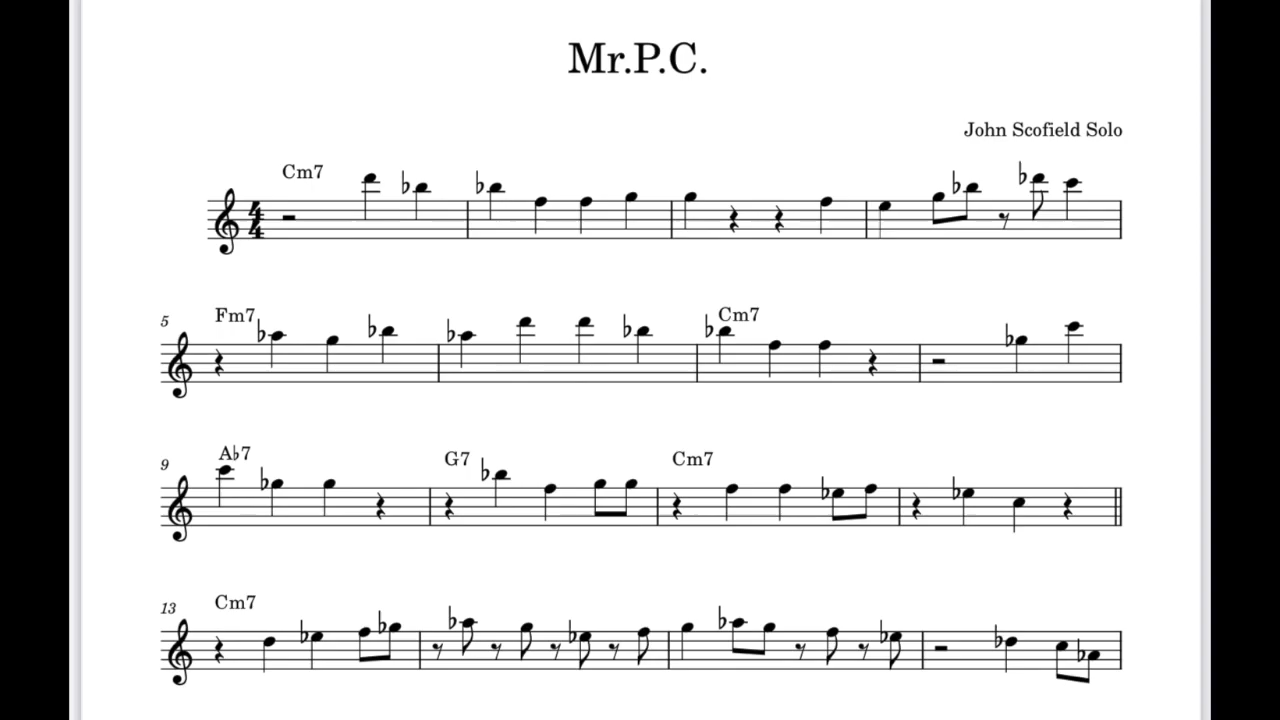 Mr.P.C.
John Scofield Solo
Cm7
4
4
5
Fm7 Cm7
9
A♭7 G7 Cm7
13
Cm7